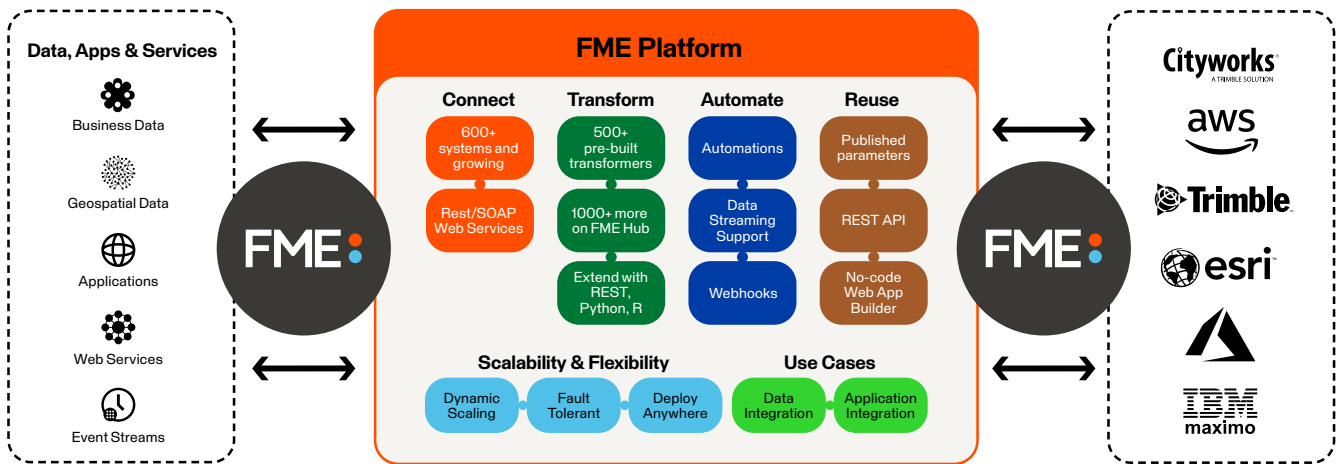 Data, Apps & Services
Business Data
Geospatial Data
Applications
Web Services
Event Streams
FME
FME Platform
Connect
600+
systems and
growing
Rest/SOAP
Web Services
Transform
500+
pre-built
transformers
1000+ more
on FME Hub
Extend with
REST,
Python, R
Automate
Automations
Data
Streaming
Support
Webhooks
Reuse
Published
parameters
REST API
No-code
Web App
Builder
Scalability & Flexibility
Dynamic
Scaling
Fault
Tolerant
Deploy
Anywhere
Use Cases
Data
Integration
Application
Integration
FME
Cityworks®
A TRIMBLE SOLUTION
aws
Trimble
esri™
IBM
maximo